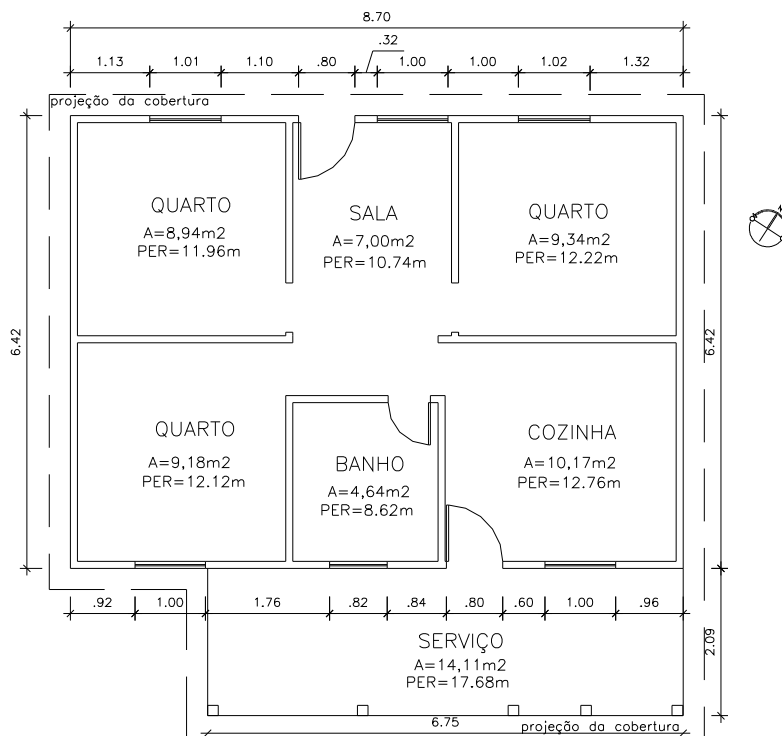 8.70
.32
1.13 1.01 1.10 .80 1.00 1.00 1.02 1.32
projeção da cobertura
QUARTO
A=8,94m2
PER=11.96m
SALA
A=7,00m2
PER=10.74m
QUARTO
A=9,34m2
PER=12.22m
6.42
6.42
QUARTO
A=9,18m2
PER=12.12m
BANHO
A=4,64m2
PER=8.62m
COZINHA
A=10,17m2
PER=12.76m
.92 1.00 1.76 .82 .84 .80 .60 1.00 .96
SERVIÇO
A=14,11m2
PER=17.68m
2.09
6.75
projeção da cobertura